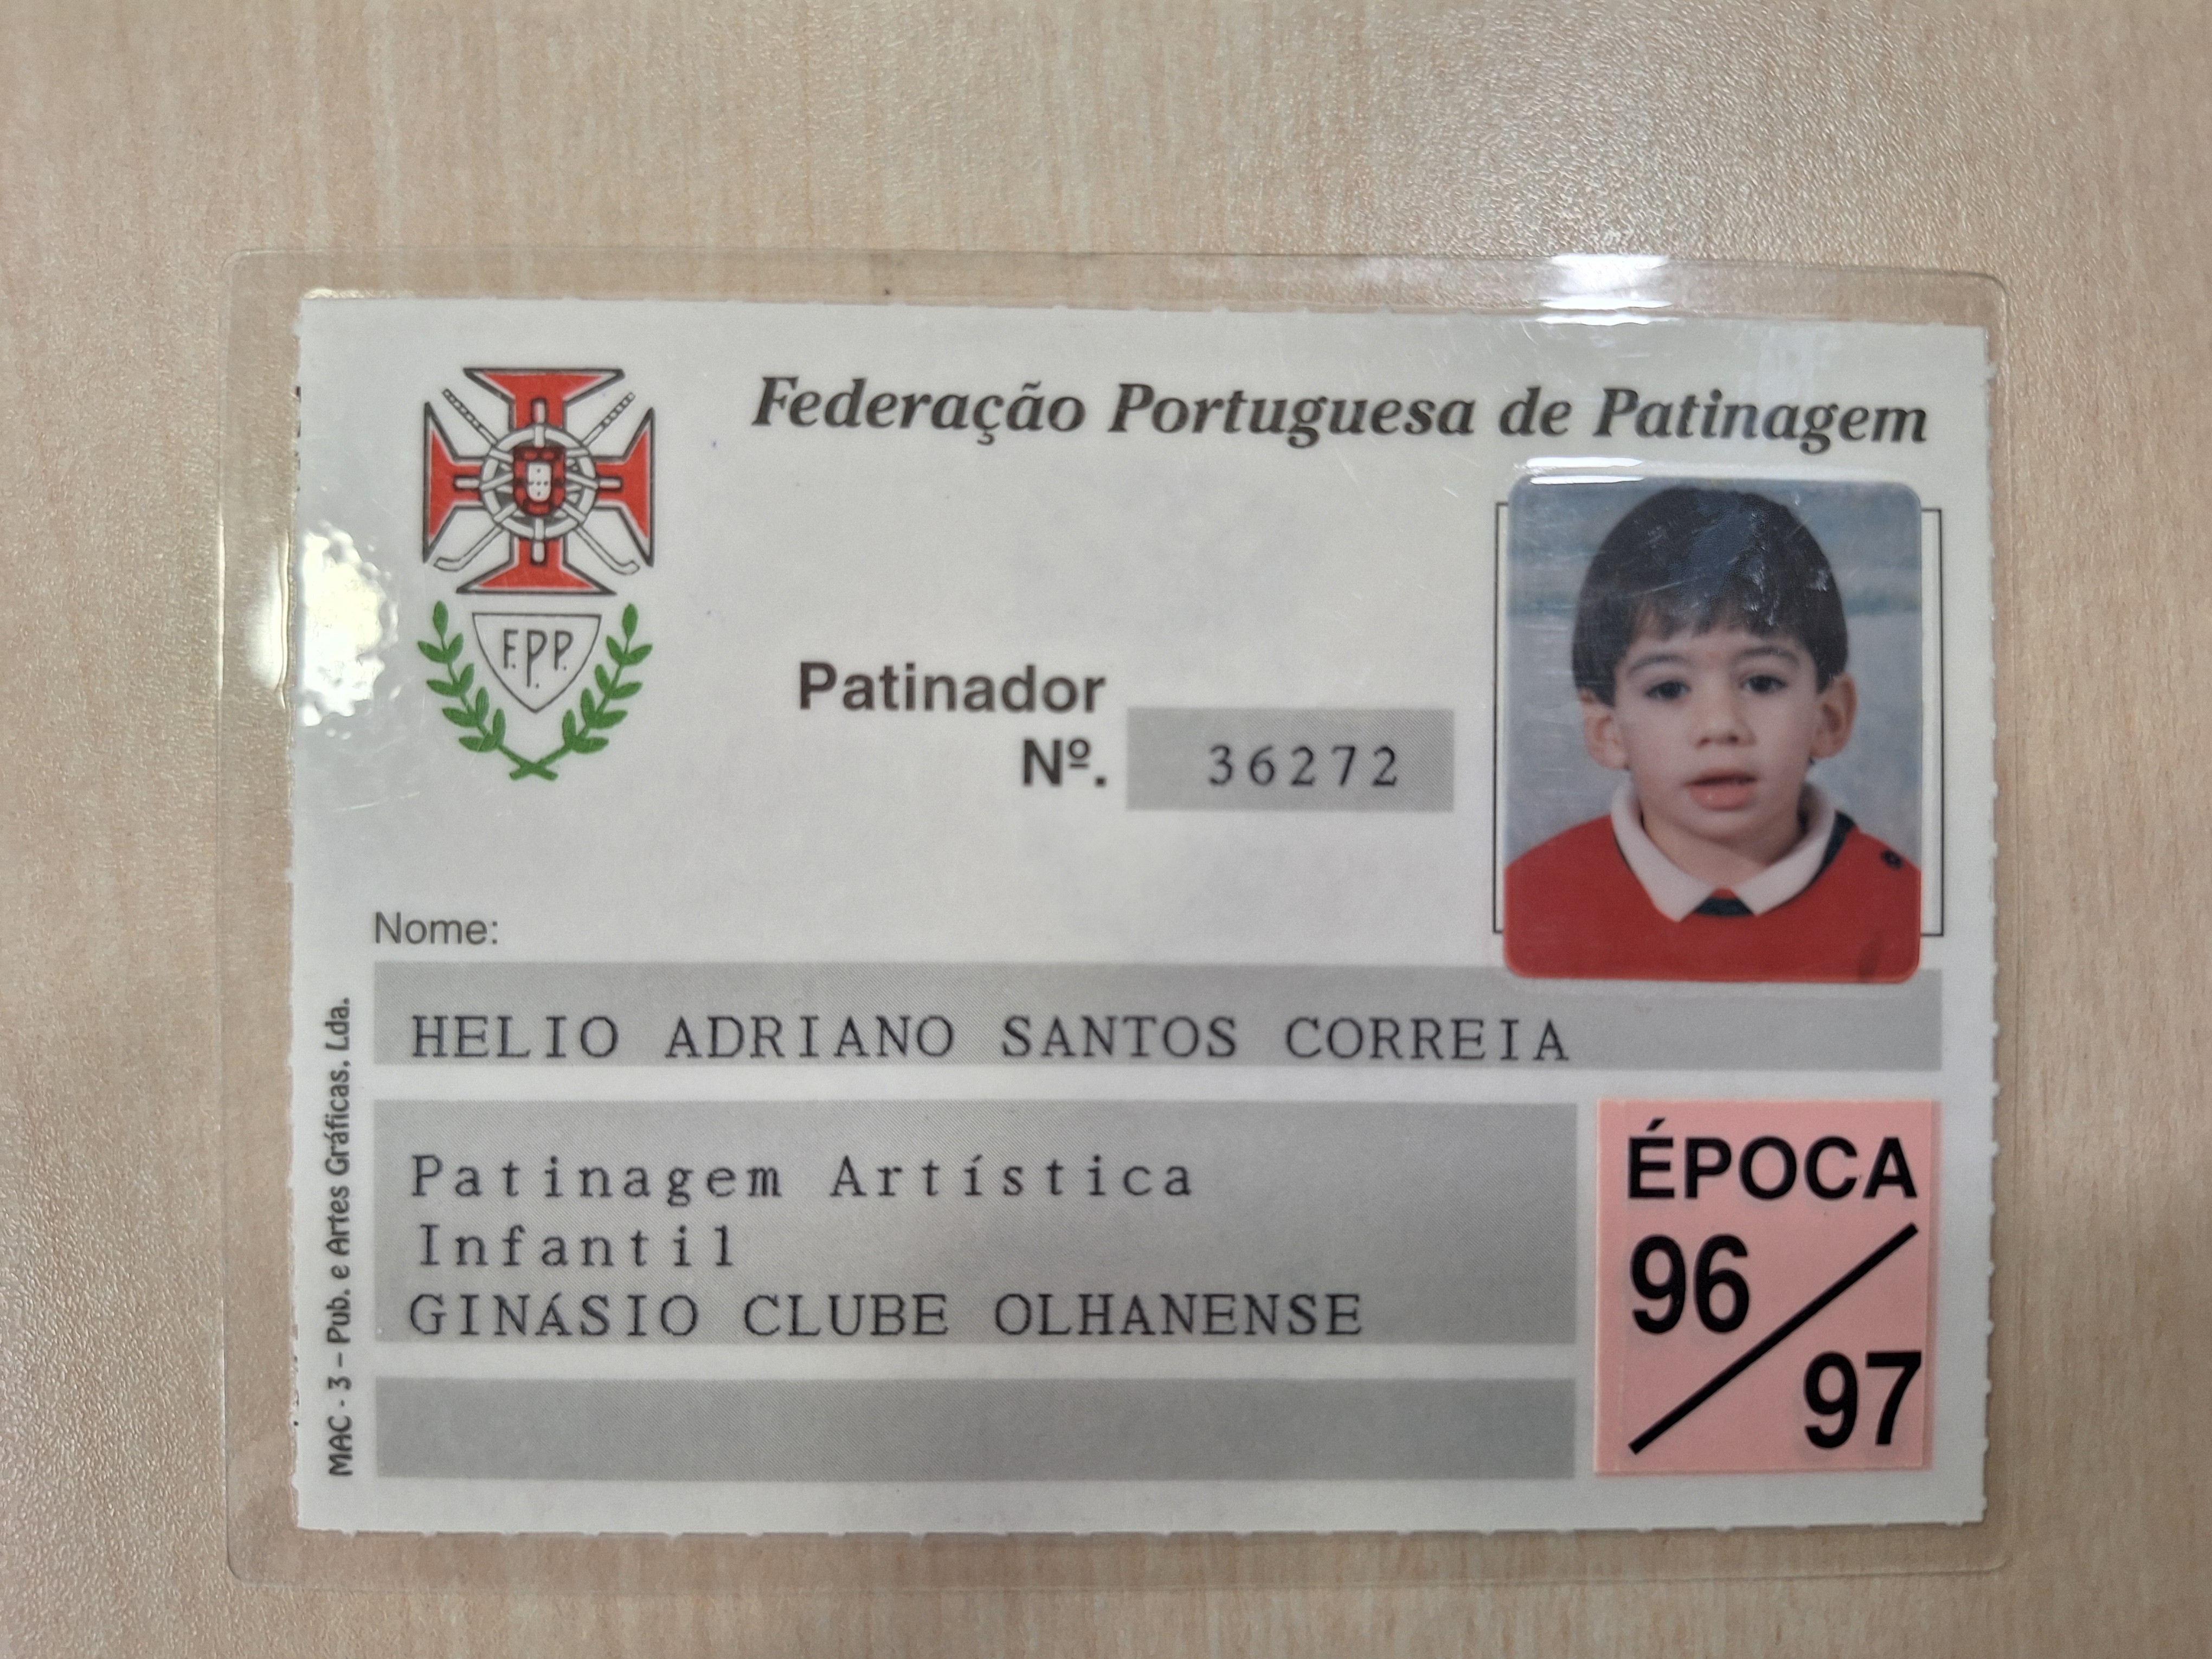 Federação Portuguesa de Patinagem
F.P.P.
Patinador
Nº. 36272
Nome:
HELIO ADRIANO SANTOS CORREIA
Patinagem Artística
Infantil
GINÁSIO CLUBE OLHANENSE
ÉPOCA
96/97
MAC - 3 – Pub. e Artes Gráficas, Lda.